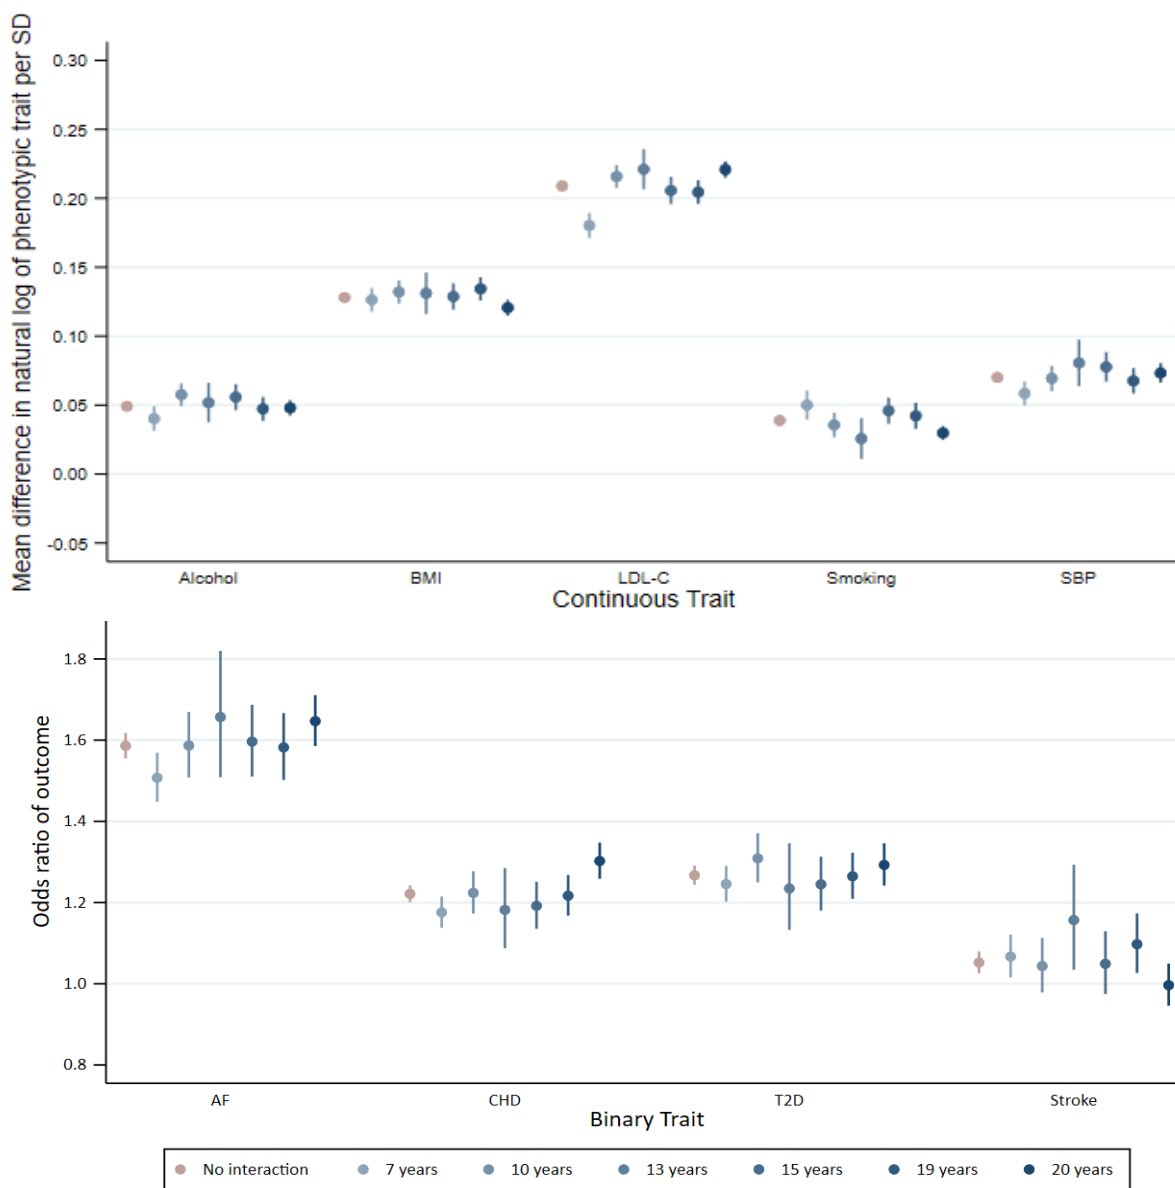 Mean difference in natural log of phenotypic trait per SD
0.30
0.25
0.20
0.15
0.10
0.05
0.00
-0.05
Alcohol BMI LDL-C Smoking SBP
Continuous Trait
Odds ratio of outcome
1.8
1.6
1.4
1.2
1.0
0.8
AF CHD T2D Stroke
Binary Trait
No interaction 7 years 10 years 13 years 15 years 19 years 20 years